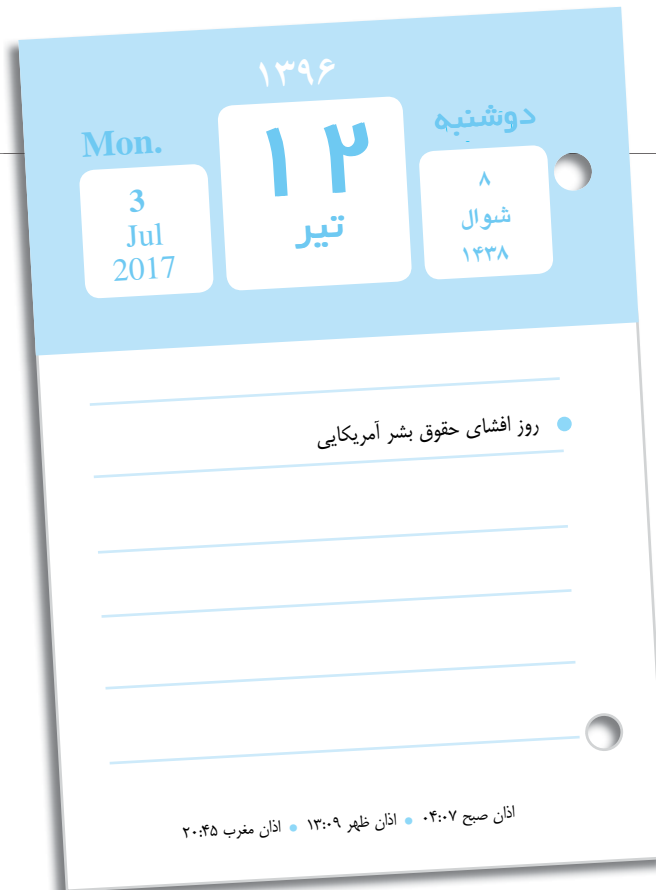 ۱۳۹۶
دوشنبه
۸
شوال
۱۴۳۸
۱۲
تیر
Mon.
3
Jul
2017
روز افشای حقوق بشر آمریکایی
اذان صبح ۰۴:۰۷ • اذان ظهر ۱۳:۰۹ • اذان مغرب ۲۰:۴۵